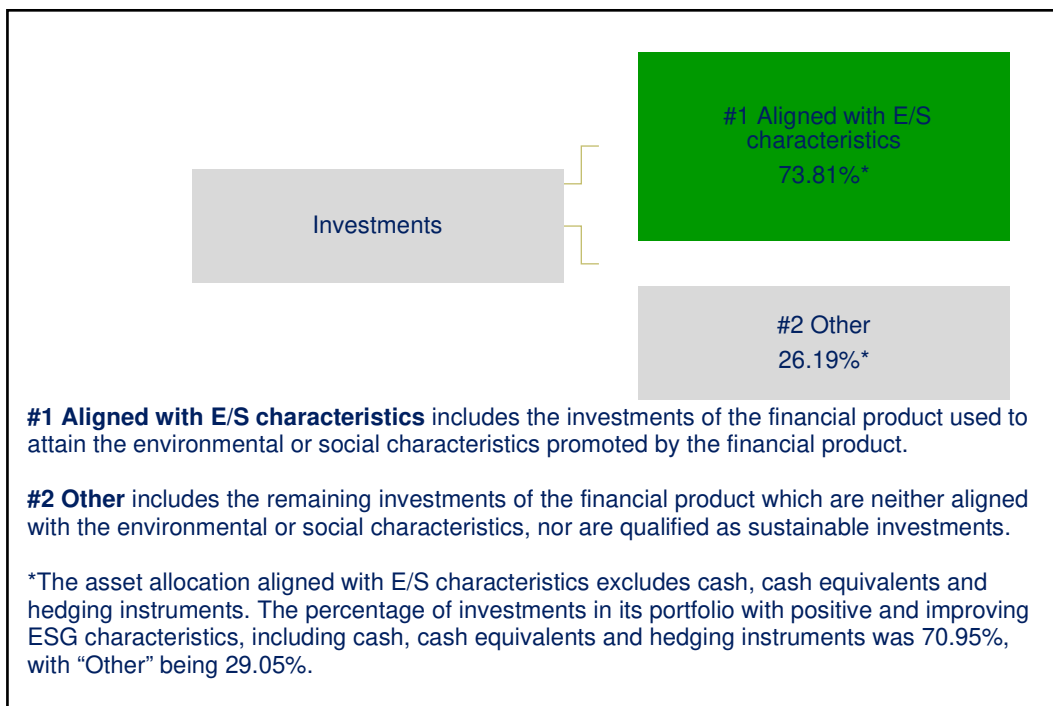 #1 Aligned with E/S
characteristics
73.81%*
Investments
#2 Other
26.19%*
#1 Aligned with E/S characteristics includes the investments of the financial product used to
attain the environmental or social characteristics promoted by the financial product.
#2 Other includes the remaining investments of the financial product which are neither aligned
with the environmental or social characteristics, nor are qualified as sustainable investments.
*The asset allocation aligned with E/S characteristics excludes cash, cash equivalents and
hedging instruments. The percentage of investments in its portfolio with positive and improving
ESG characteristics, including cash, cash equivalents and hedging instruments was 70.95%,
with “Other” being 29.05%.